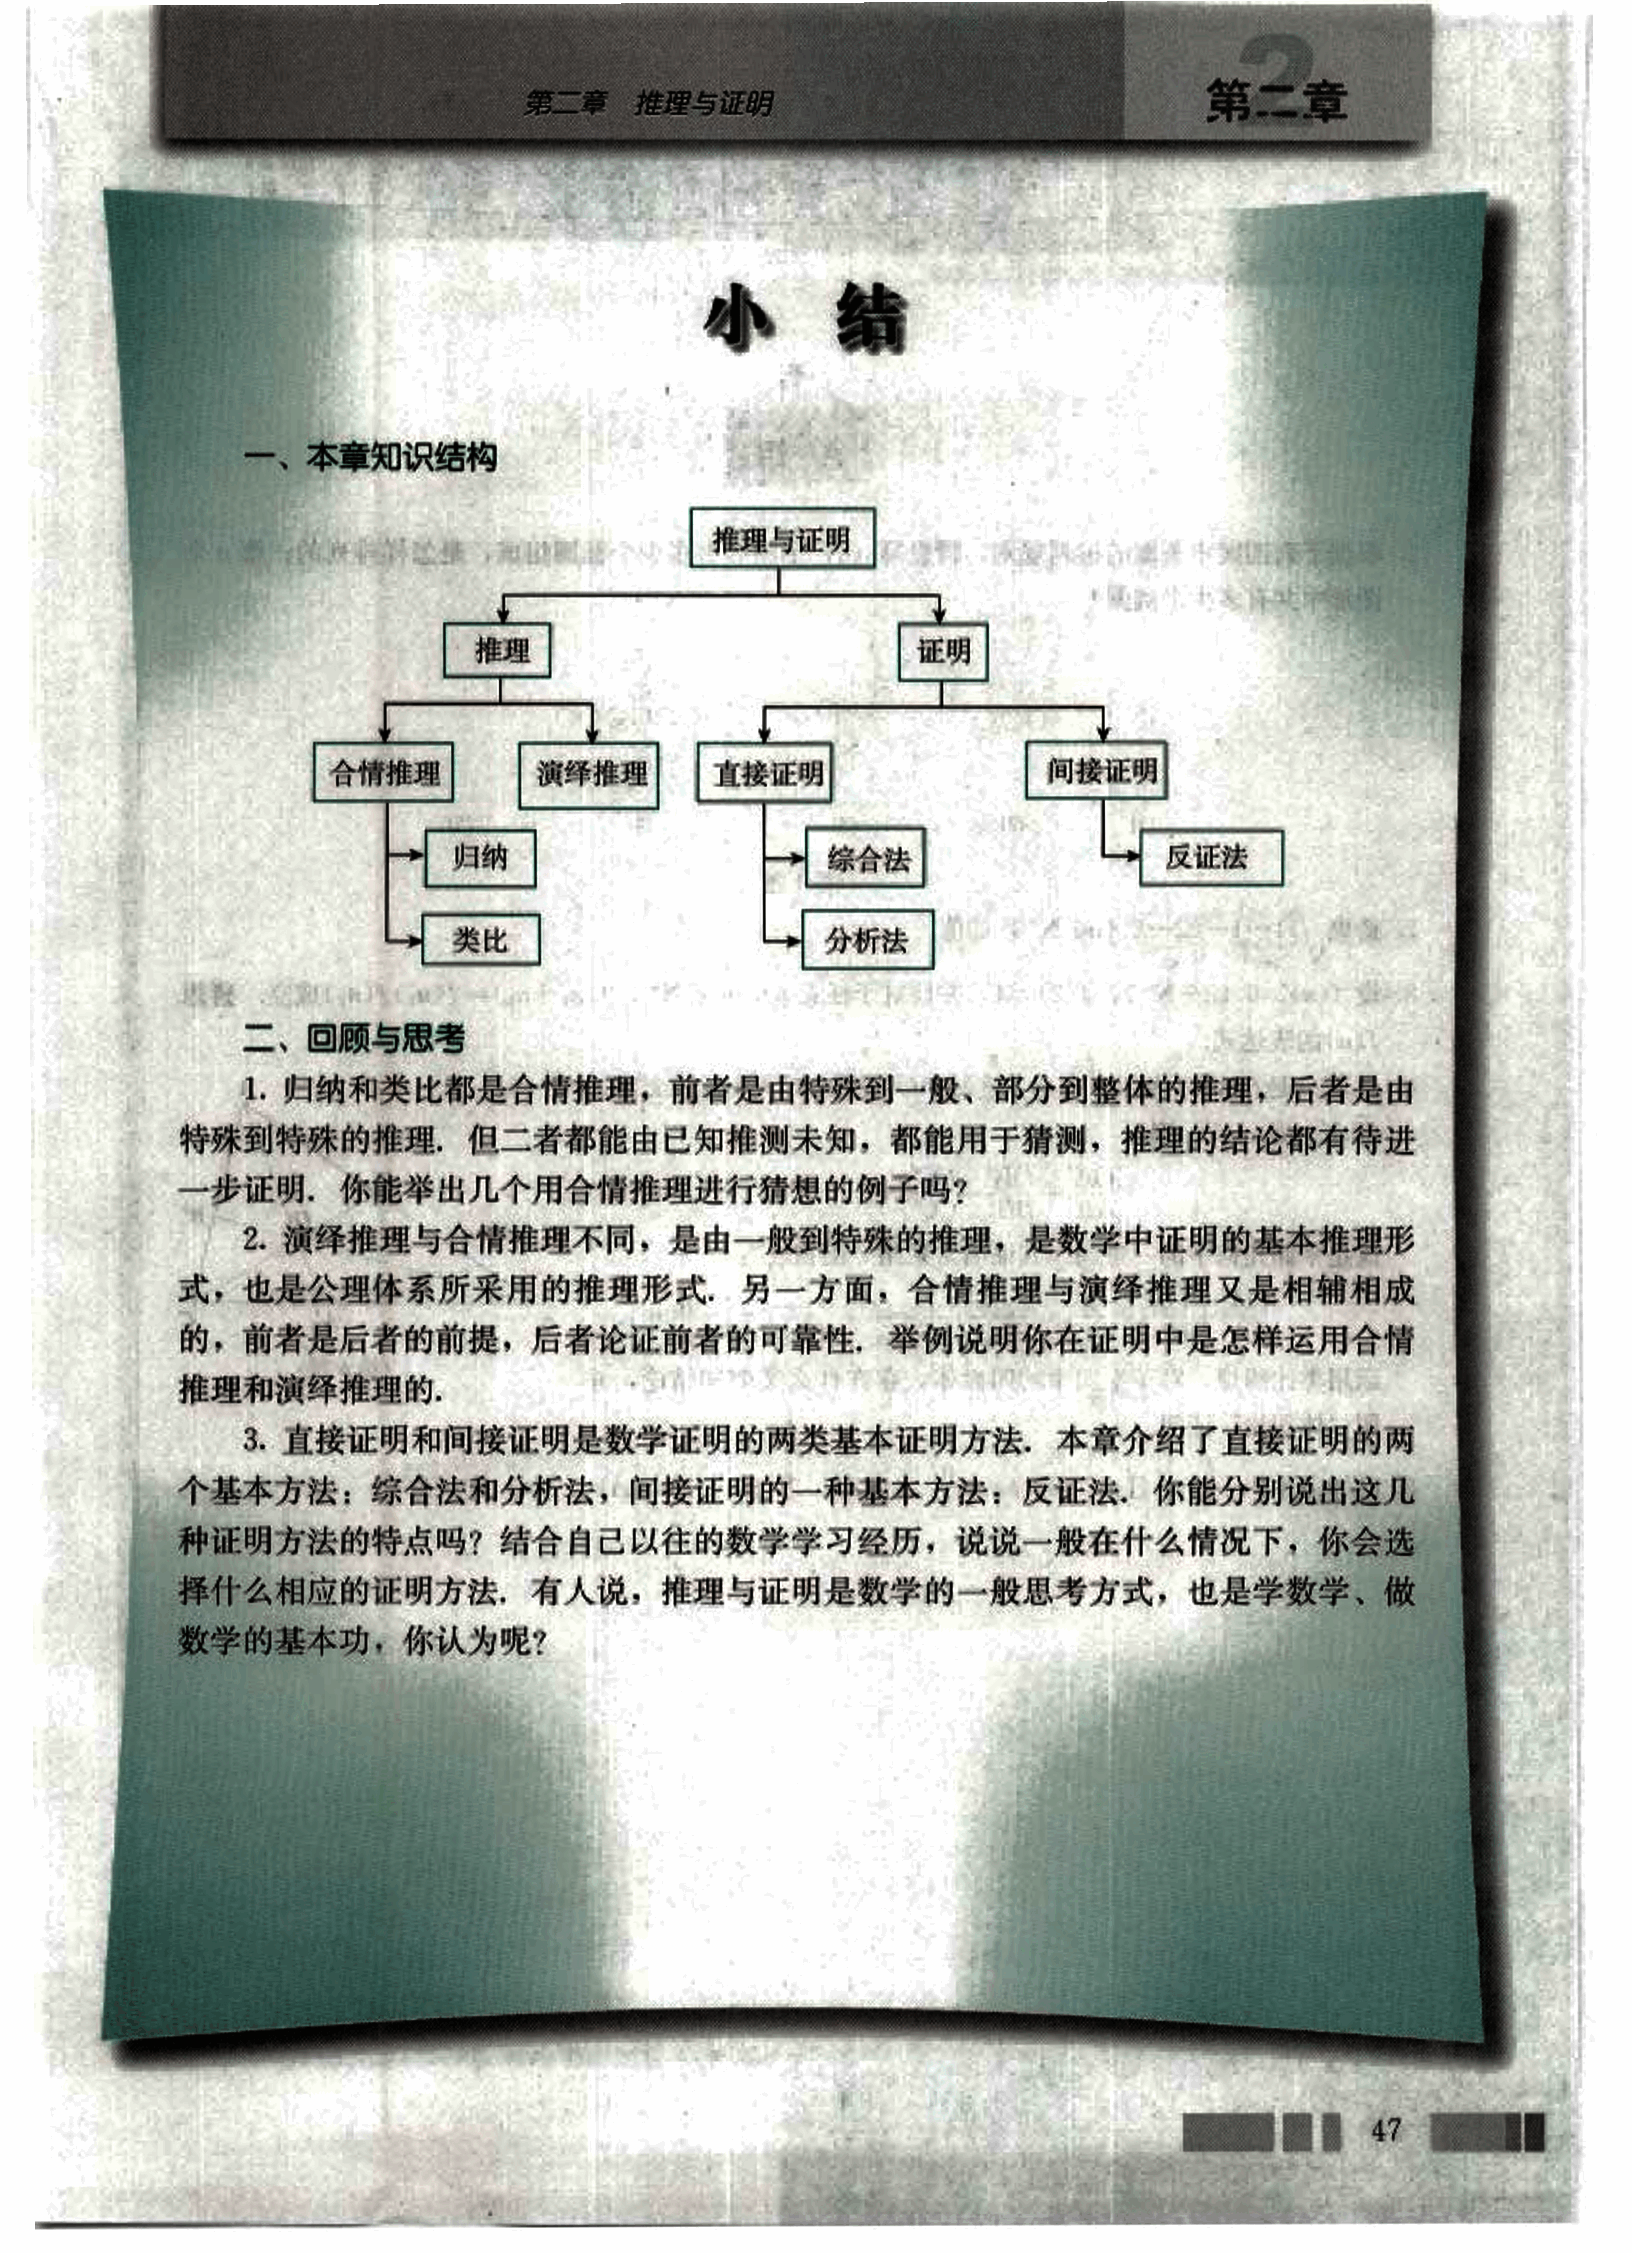 第二章 推理与证明
第二章
小 结
一、本章知识结构
推理与证明
推理 证明
合情推理 演绎推理 直接证明 间接证明
归纳 综合法 反证法
类比 分析法
二、回顾与思考
1. 归纳和类比都是合情推理，前者是由特殊到一般、部分到整体的推理，后者是由
特殊到特殊的推理. 但二者都能由已知推测未知，都能用于猜测，推理的结论都有待进
一步证明. 你能举出几个用合情推理进行猜想的例子吗?
2. 演绎推理与合情推理不同，是由一般到特殊的推理，是数学中证明的基本推理形
式，也是公理体系所采用的推理形式. 另一方面，合情推理与演绎推理又是相辅相成
的，前者是后者的前提，后者论证前者的可靠性. 举例说明你在证明中是怎样运用合情
推理和演绎推理的.
3. 直接证明和间接证明是数学证明的两类基本证明方法. 本章介绍了直接证明的两
个基本方法：综合法和分析法，间接证明的一种基本方法：反证法. 你能分别说出这几
种证明方法的特点吗? 结合自己以往的数学学习经历，说说一般在什么情况下，你会选
择什么相应的证明方法. 有人说，推理与证明是数学的一般思考方式，也是学数学、做
数学的基本功，你认为呢?
47